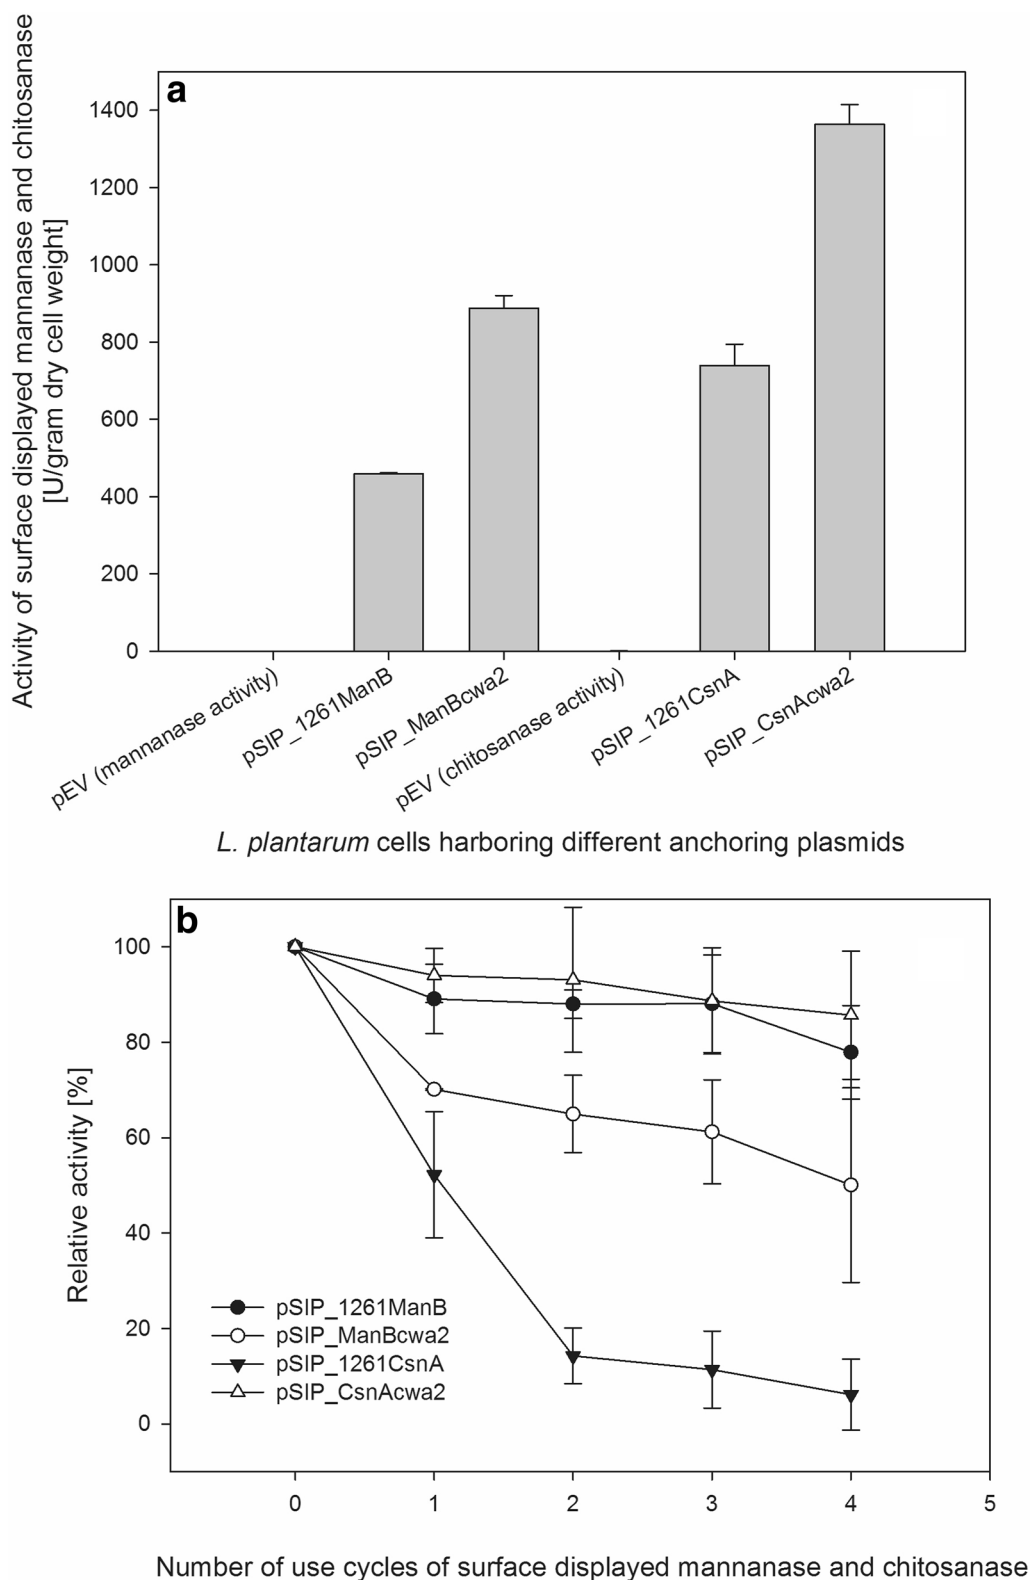 a
Activity of surface displayed mannanase and chitosanase
[U/gram dry cell weight]
1400
1200
1000
800
600
400
200
0
pEV (mannanase activity)
pSIP_1261ManB
pSIP_ManBcwa2
pEV (chitosanase activity)
pSIP_1261CsnA
pSIP_CsnAcwa2
L. plantarum cells harboring different anchoring plasmids
b
Relative activity [%]
100
80
60
40
20
0
pSIP_1261ManB
pSIP_ManBcwa2
pSIP_1261CsnA
pSIP_CsnAcwa2
0 1 2 3 4 5
Number of use cycles of surface displayed mannanase and chitosanase